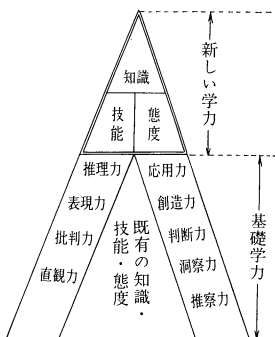 知識
技能
態度
新しい学力
推理力
応用力
表現力
創造力
批判力
判断力
直観力
洞察力
推察力
既有の知識・
技能・態度
基礎学力